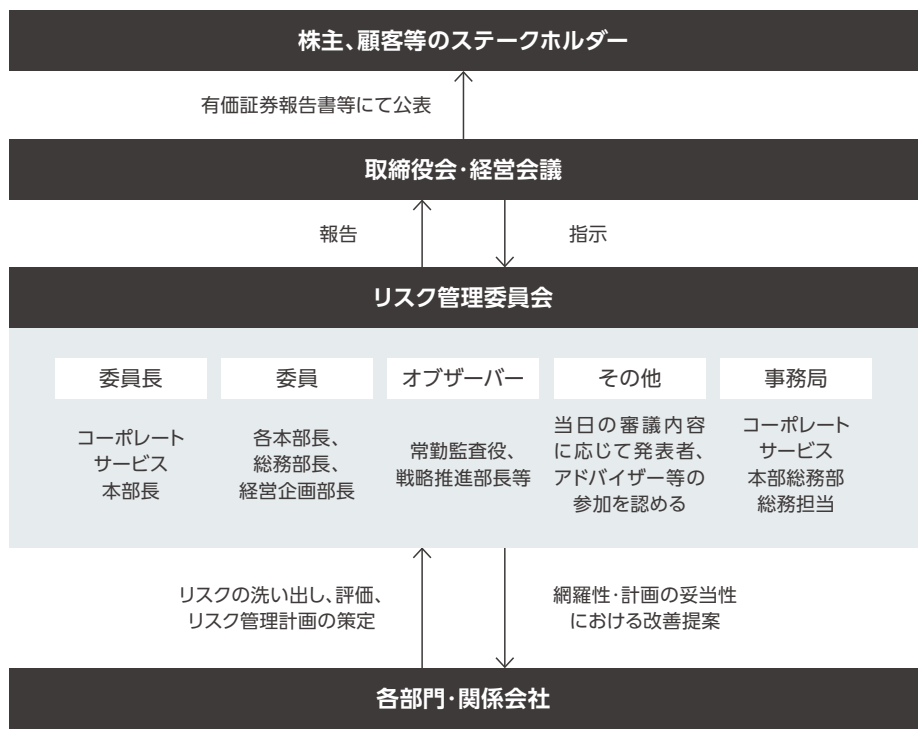 株主、顧客等のステークホルダー
有価証券報告書等にて公表
取締役会・経営会議
報告
指示
リスク管理委員会
委員長
コーポレート
サービス
本部長
委員
各本部長、
総務部長、
経営企画部長
オブザーバー
常勤監査役、
戦略推進部長等
その他
当日の審議内容
に応じて発表者、
アドバイザー等の
参加を認める
事務局
コーポレート
サービス
本部総務部
総務担当
リスクの洗い出し、評価、
リスク管理計画の策定
網羅性・計画の妥当性
における改善提案
各部門・関係会社